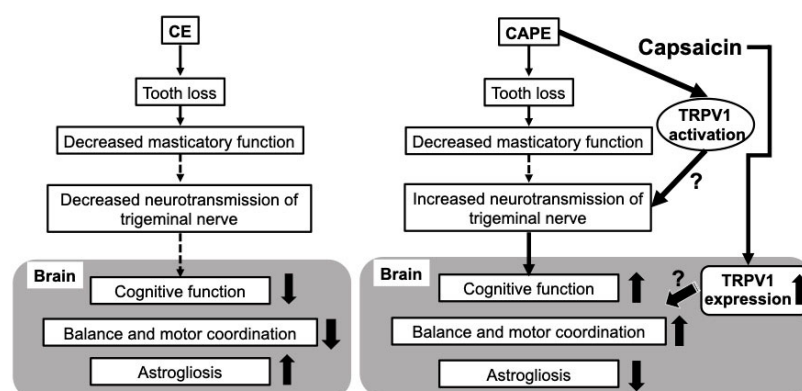 CE
Tooth loss
Decreased masticatory function
Decreased neurotransmission of
trigeminal nerve
Brain
Cognitive function
Balance and motor coordination
Astrogliosis
CAPE
Capsaicin
Tooth loss
TRPV1
activation
Decreased masticatory function
?
Increased neurotransmission of
trigeminal nerve
Brain
Cognitive function
?
TRPV1
expression
Balance and motor coordination
Astrogliosis